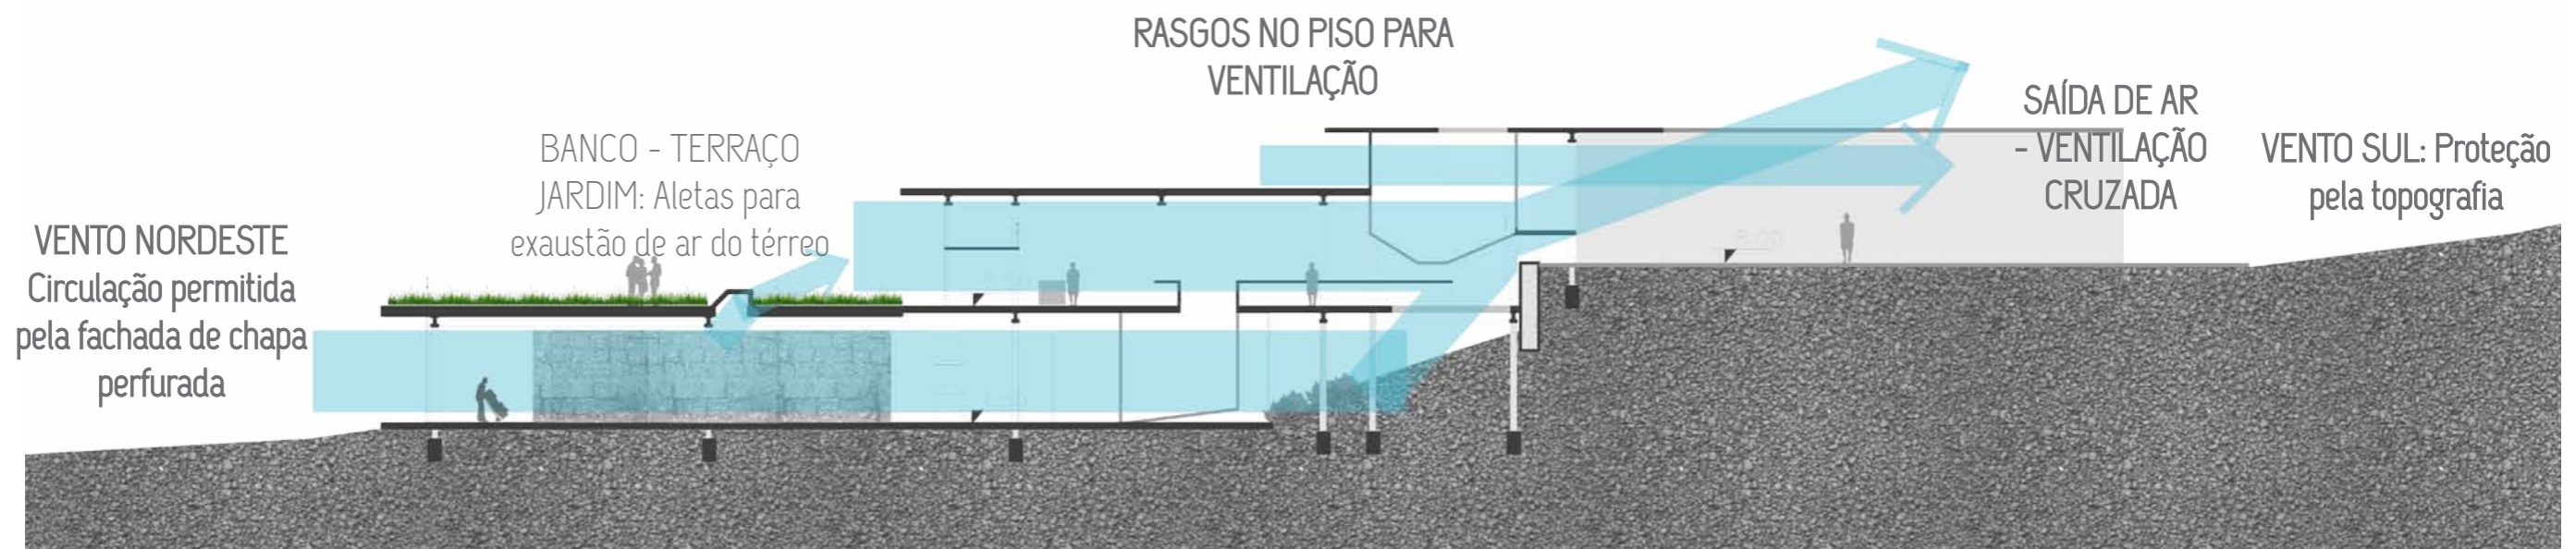 RASGOS NO PISO PARA
VENTILAÇÃO
BANCO - TERRAÇO
JARDIM: Aletas para
exaustão de ar do térreo
VENTO NORDESTE
Circulação permitida
pela fachada de chapa
perfurada
SAÍDA DE AR
- VENTILAÇÃO
CRUZADA
VENTO SUL: Proteção
pela topografia